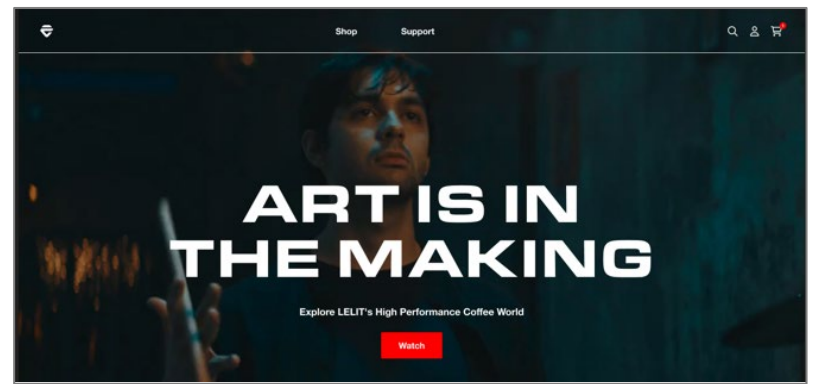 Shop Support
ART IS IN
THE MAKING
Explore LELIT's High Performance Coffee World
Watch